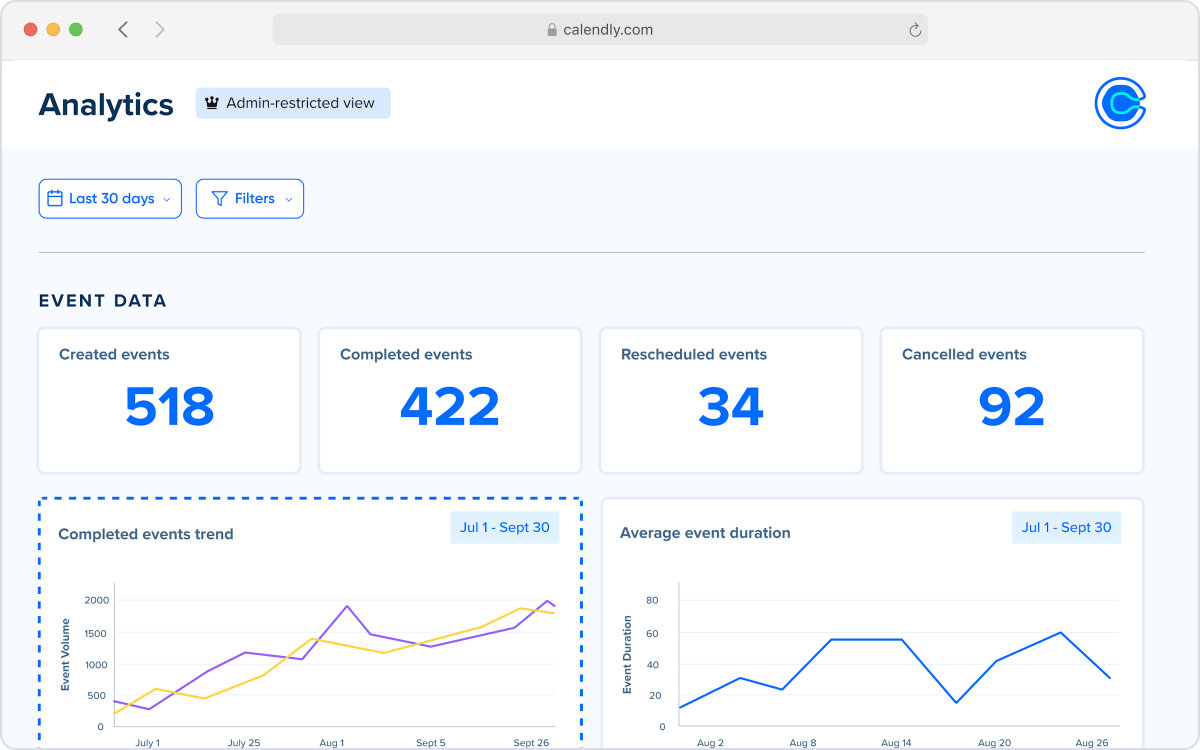 calendly.com
Analytics
Admin-restricted view
Last 30 days
Filters
EVENT DATA
Created events
518
Completed events
422
Rescheduled events
34
Cancelled events
92
Completed events trend
Jul 1 - Sept 30
Event Volume
2000
1500
1000
500
0
July 1
July 25
Aug 1
Sept 5
Sept 26
Average event duration
Jul 1 - Sept 30
Event Duration
80
60
40
20
0
Aug 2
Aug 8
Aug 14
Aug 20
Aug 26